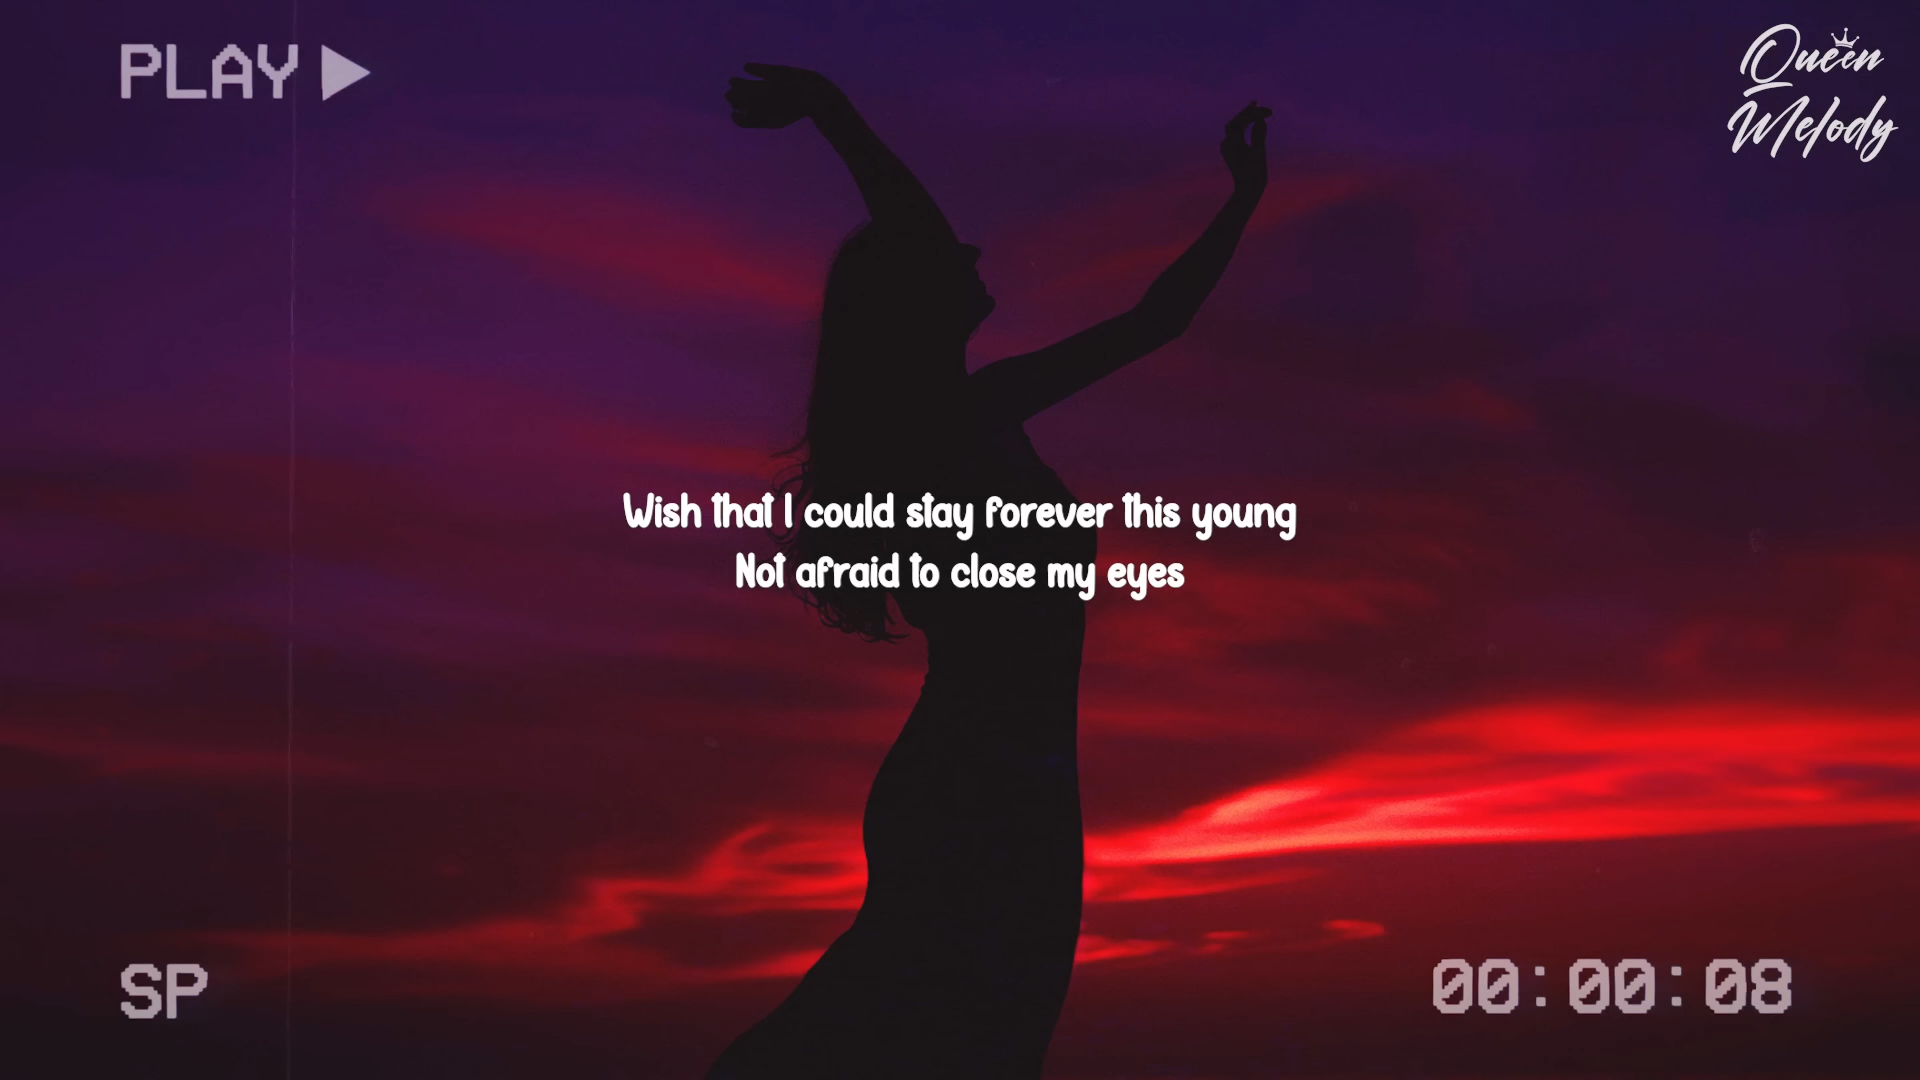 PLAY
Queen
Melody
Wish that I could stay forever this young
Not afraid to close my eyes
SP
00:00:08